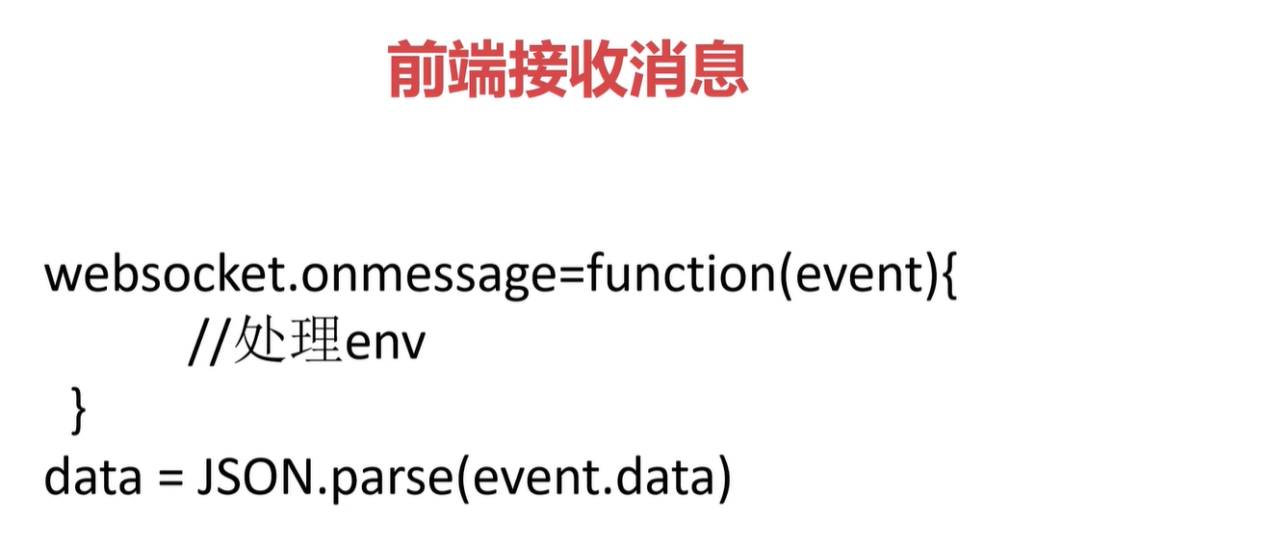 前端接收消息
websocket.onmessage=function(event){
//处理env
}
data = JSON.parse(event.data)